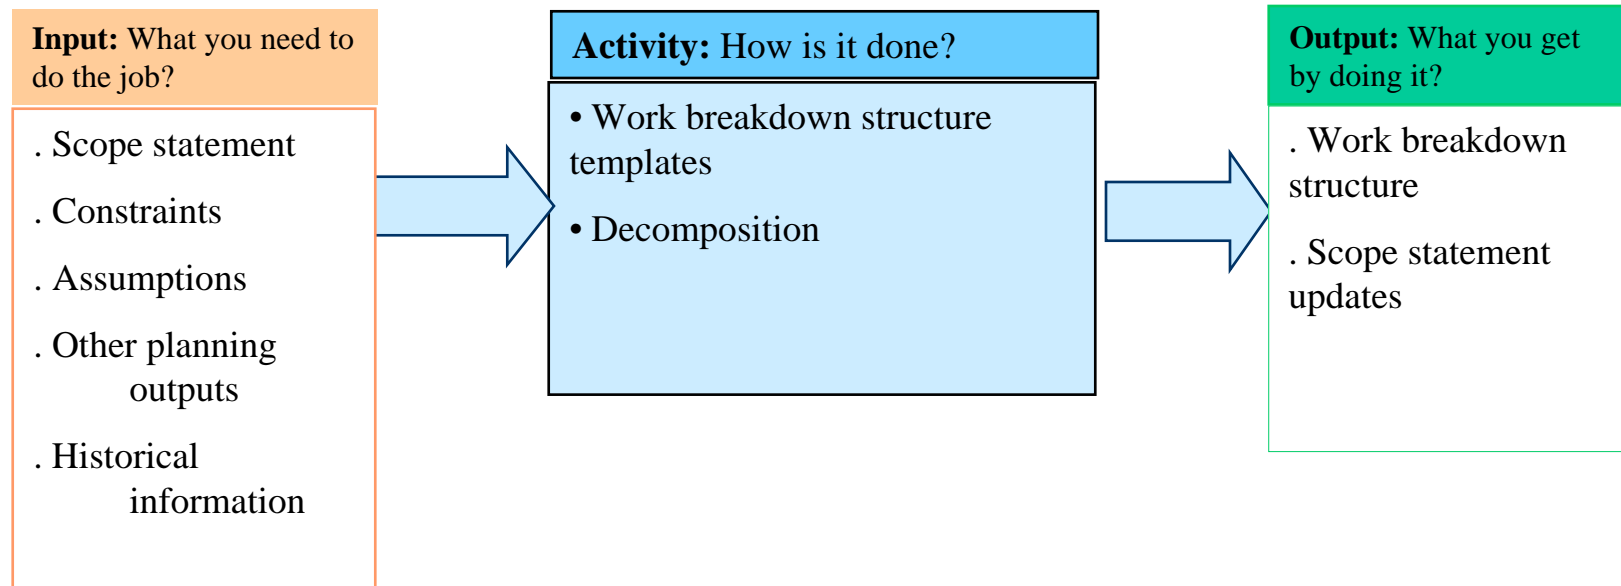 Input: What you need to
do the job?
. Scope statement
. Constraints
. Assumptions
. Other planning
outputs
. Historical
information
Activity: How is it done?
• Work breakdown structure
templates
• Decomposition
Output: What you get
by doing it?
. Work breakdown
structure
. Scope statement
updates